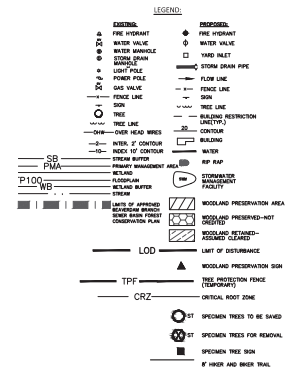 LEGEND:
EXISTING:
FIRE HYDRANT
WATER VALVE
WATER MANHOLE
STORM DRAIN
MANHOLE
LIGHT POLE
POWER POLE
GAS VALVE
FENCE LINE
SIGN
TREE
TREE LINE
OHW OVER HEAD WIRES
2 INTER. 2' CONTOUR
10 INDEX 10' CONTOUR
SB STREAM BUFFER
PMA PRIMARY MANAGEMENT AREA
WETLAND
P100 FLOODPLAIN
WB WETLAND BUFFER
STREAM
LIMITS OF APPROVED
BEAVERDAM BRANCH
SEWER BASIN FOREST
CONSERVATION PLAN
PROPOSED:
FIRE HYDRANT
WATER VALVE
YARD INLET
STORM DRAIN PIPE
FLOW LINE
FENCE LINE
SIGN
TREE LINE
BUILDING RESTRICTION
LINE(TYP.)
20 CONTOUR
BUILDING
WATER
RIP RAP
SWM STORMWATER
MANAGEMENT
FACILITY
WOODLAND PRESERVATION AREA
WOODLAND PRESERVED-NOT
CREDITED
WOODLAND RETAINED-
ASSUMED CLEARED
LOD LIMIT OF DISTURBANCE
WOODLAND PRESERVATION SIGN
TPF TREE PROTECTION FENCE
(TEMPORARY)
CRZ CRITICAL ROOT ZONE
ST SPECIMEN TREES TO BE SAVED
ST SPECIMEN TREES FOR REMOVAL
SPECIMEN TREE SIGN
8' HIKER AND BIKER TRAIL